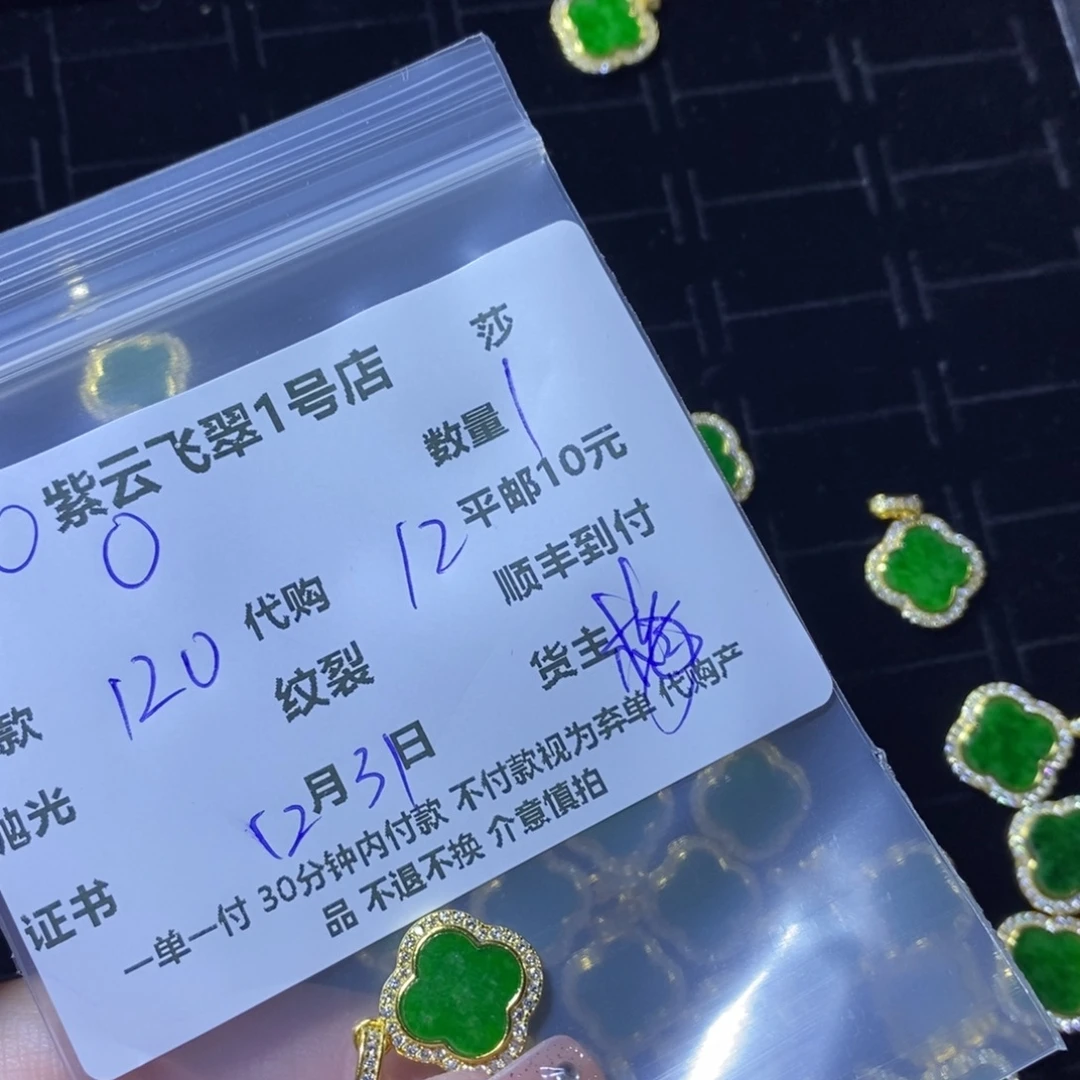 莎
紫云飞翠1号店 数量 1
0 0 平邮10元
代购 12 顺丰到付
款 120 纹裂 货主
抛光 12月31日
证书 一单一付 30分钟内付款 不付款视为弃单 代购产
品 不退不换 介意慎拍